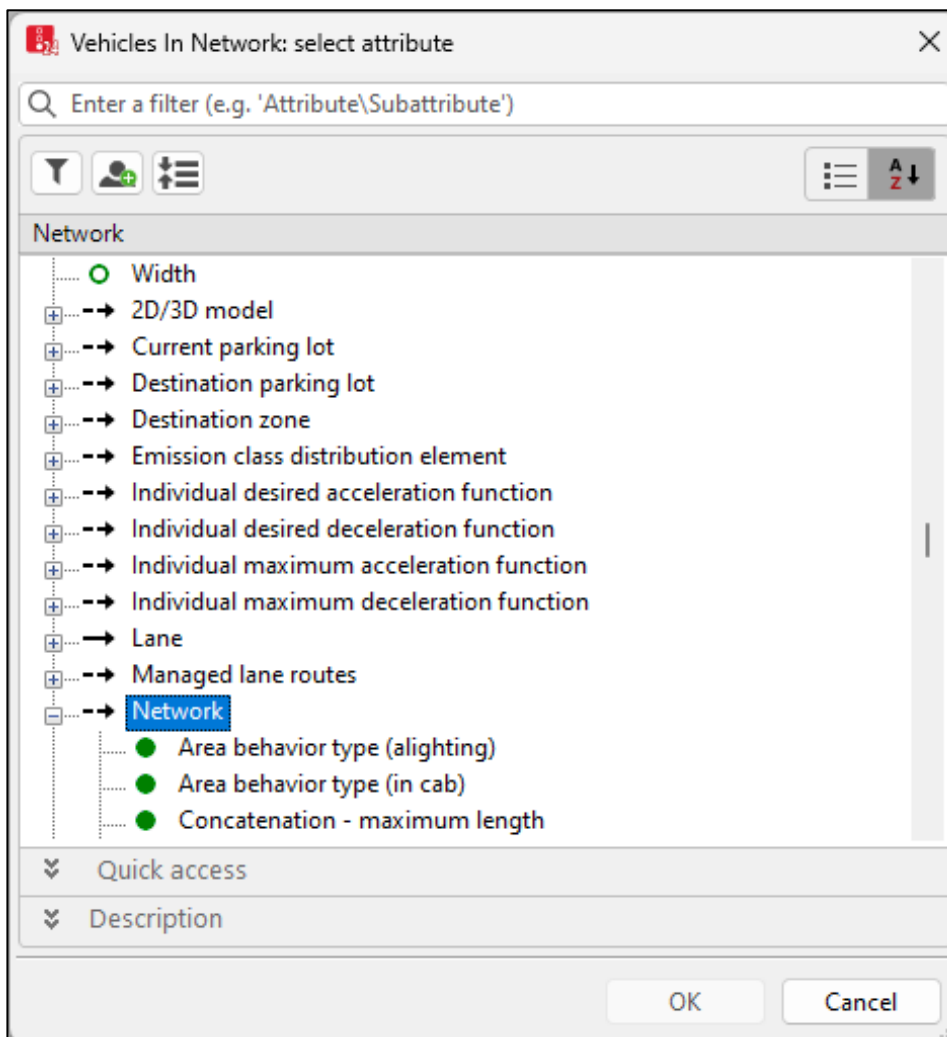 Vehicles In Network: select attribute
Enter a filter (e.g. 'Attribute\Subattribute')
A
Z
Network
Width
2D/3D model
Current parking lot
Destination parking lot
Destination zone
Emission class distribution element
Individual desired acceleration function
Individual desired deceleration function
Individual maximum acceleration function
Individual maximum deceleration function
Lane
Managed lane routes
Network
Area behavior type (alighting)
Area behavior type (in cab)
Concatenation - maximum length
Quick access
Description
OK Cancel